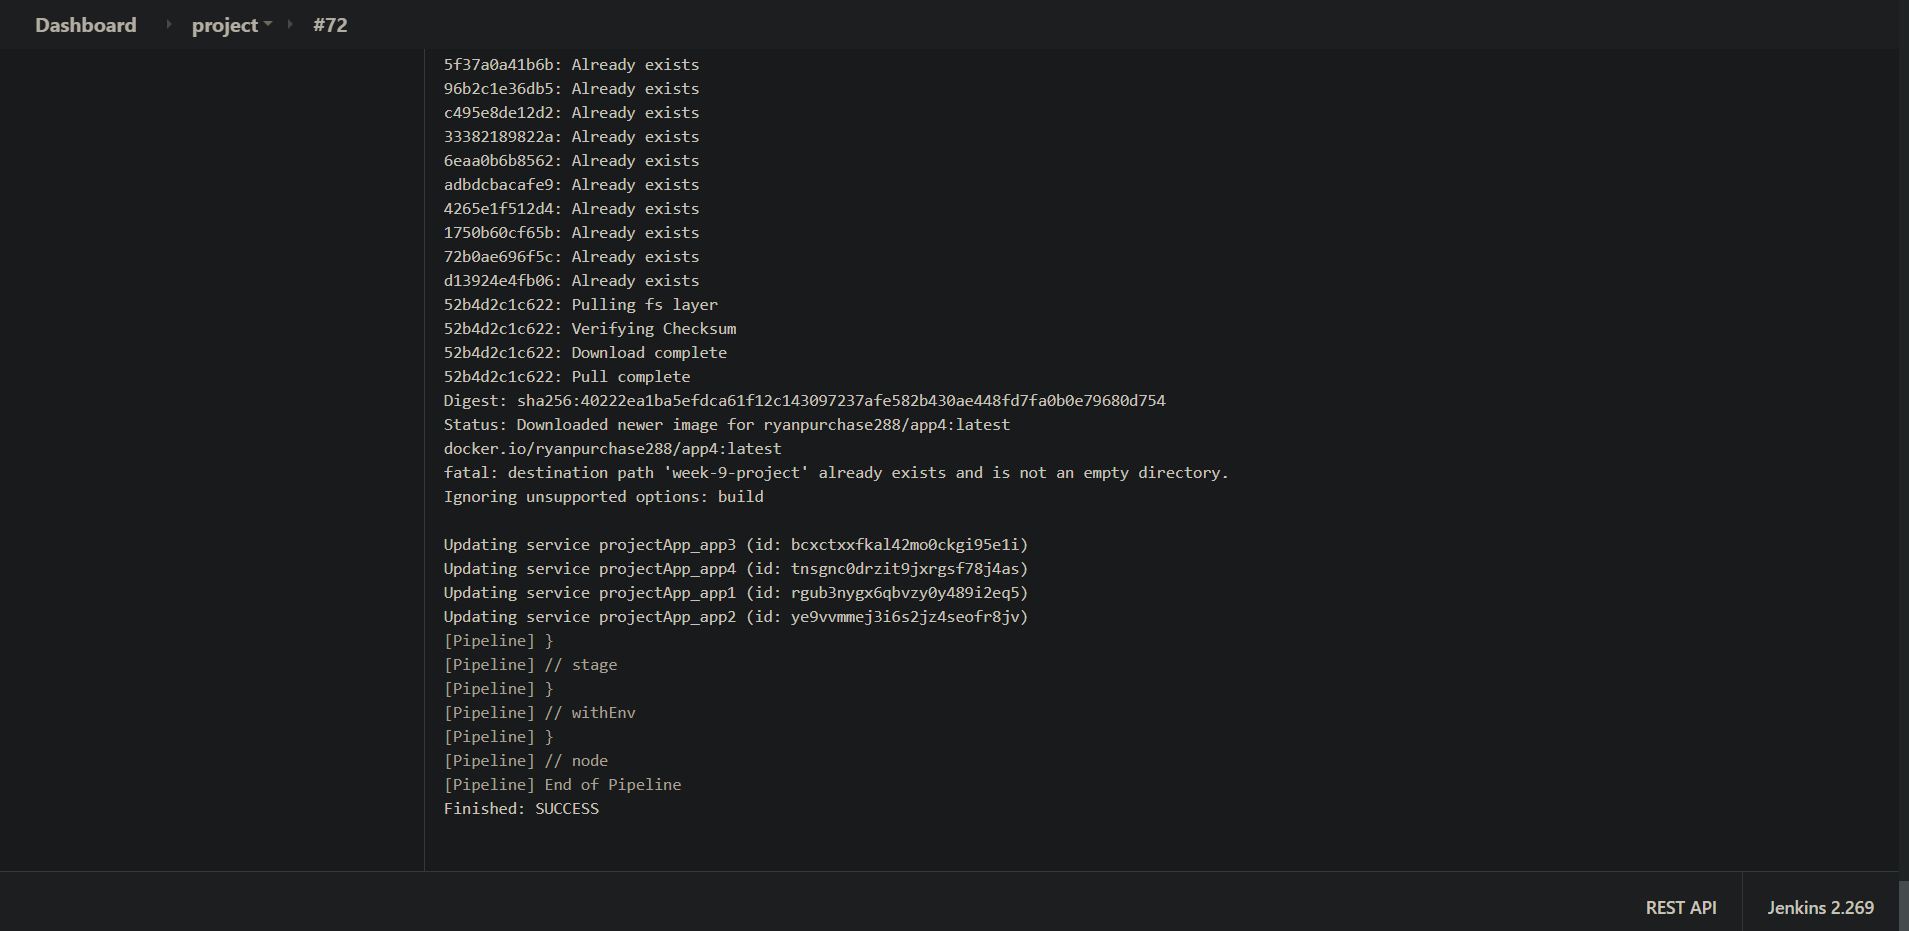 Dashboard project #72
5f37a0a41b6b: Already exists
96b2c1e36db5: Already exists
c495e8de12d2: Already exists
33382189822a: Already exists
6eaa0b6b8562: Already exists
adbdcbacafe9: Already exists
4265e1f512d4: Already exists
1750b60cf65b: Already exists
72b0ae696f5c: Already exists
d13924e4fb06: Already exists
52b4d2c1c622: Pulling fs layer
52b4d2c1c622: Verifying Checksum
52b4d2c1c622: Download complete
52b4d2c1c622: Pull complete
Digest: sha256:40222ea1ba5efdca61f12c143097237afe582b430ae448fd7fa0b0e79680d754
Status: Downloaded newer image for ryanpurchase288/app4:latest
docker.io/ryanpurchase288/app4:latest
fatal: destination path 'week-9-project' already exists and is not an empty directory.
Ignoring unsupported options: build
Updating service projectApp_app3 (id: bcxctxxfkal42mo0ckgi95e1i)
Updating service projectApp_app4 (id: tnsgnc0drzit9jxrgsf78j4as)
Updating service projectApp_app1 (id: rgub3nygx6qbvzy0y489i2eq5)
Updating service projectApp_app2 (id: ye9vvmmej3i6s2jz4seofr8jv)
[Pipeline] }
[Pipeline] // stage
[Pipeline] }
[Pipeline] // withEnv
[Pipeline] }
[Pipeline] // node
[Pipeline] End of Pipeline
Finished: SUCCESS
REST API Jenkins 2.269